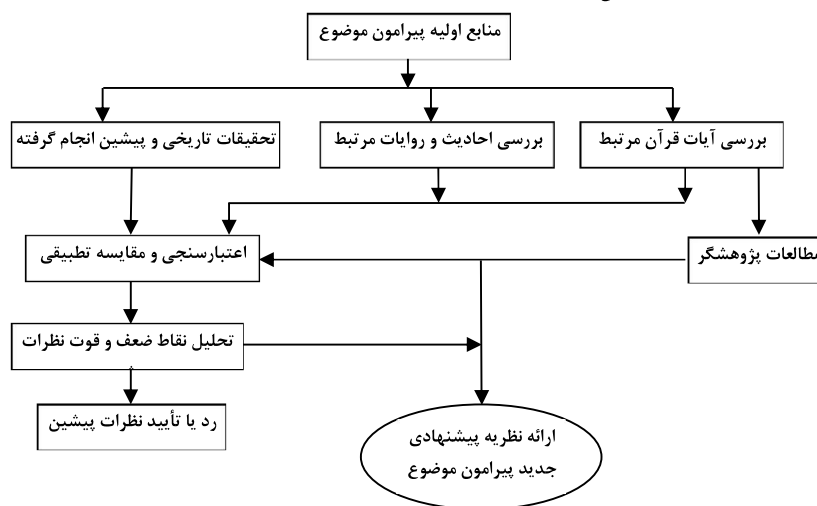 منابع اولیه پیرامون موضوع
بررسی آیات قرآن مرتبط
بررسی احادیث و روایات مرتبط
تحقیقات تاریخی و پیشین انجام گرفته
مطالعات پژوهشگر
اعتبارسنجی و مقایسه تطبیقی
تحلیل نقاط ضعف و قوت نظرات
رد یا تأیید نظرات پیشین
ارائه نظریه پیشنهادی
جدید پیرامون موضوع